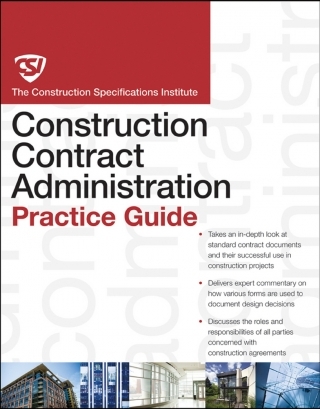 CSI
The Construction Specifications Institute
Construction
Contract
Administration
Practice Guide
• Takes an in-depth look at
standard contract documents
and their successful use in
construction projects
• Delivers expert commentary on
how various forms are used to
document design decisions
• Discusses the roles and
responsibilities of all parties
concerned with
construction agreements